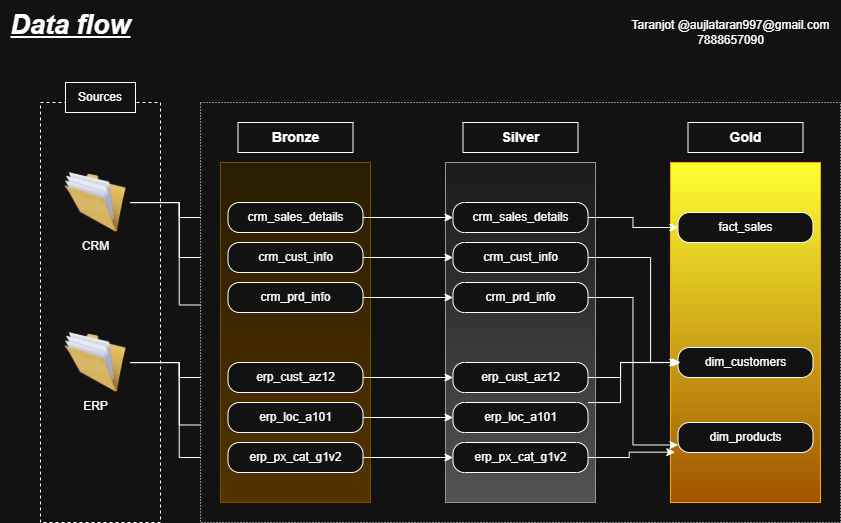 Data flow
Taranjot @aujlataran997@gmail.com
7888657090
Sources
CRM
ERP
Bronze
crm_sales_details
crm_cust_info
crm_prd_info
erp_cust_az12
erp_loc_a101
erp_px_cat_g1v2
Silver
crm_sales_details
crm_cust_info
crm_prd_info
erp_cust_az12
erp_loc_a101
erp_px_cat_g1v2
Gold
fact_sales
dim_customers
dim_products